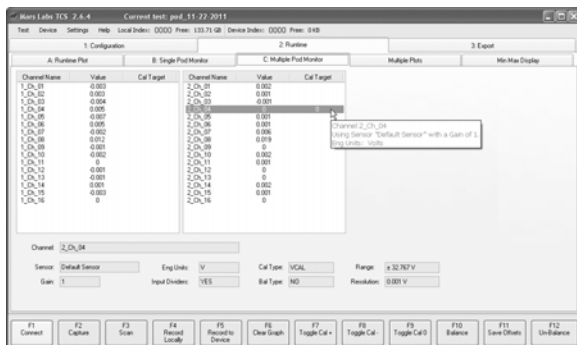 Mars Labs TCS 2.6.4 Current test: pod_11-22-2011
Test Device Settings Help Local Index: 0000 Free: 133.71 GB Device Index: 0000 Free: 0 KB
1: Configuration 2: Runtime 3: Export
A: Runtime Plot B: Single Pod Monitor C: Multiple Pod Monitor Multiple Plots Min Max Display
Channel Name Value Cal Target Channel Name Value Cal Target
1_Ch_01 -0.003 2_Ch_01 0.002
1_Ch_02 0.003 2_Ch_02 0.001
1_Ch_03 -0.004 2_Ch_03 -0.001
1_Ch_04 0.005 2_Ch_04 0 0
1_Ch_05 -0.007 2_Ch_05 0.001
1_Ch_06 0.005 2_Ch_06 0.001
1_Ch_07 -0.002 2_Ch_07 0.006
1_Ch_08 0.012 2_Ch_08 0.019
1_Ch_09 -0.001 2_Ch_09 0
1_Ch_10 -0.002 2_Ch_10 0.002
1_Ch_11 0 2_Ch_11 0.001
1_Ch_12 -0.001 2_Ch_12 0
1_Ch_13 -0.001 2_Ch_13 0
1_Ch_14 0.001 2_Ch_14 0.002
1_Ch_15 -0.003 2_Ch_15 0.001
1_Ch_16 0 2_Ch_16 0
Channel 2_Ch_04
Using Sensor "Default Sensor" with a Gain of 1.
Eng Units: Volts
Channel 2_Ch_04
Sensor: Default Sensor Eng Units: V Cal Type: VCAL Range: ± 32.767 V
Gain: 1 Input Dividers: YES Bal Type: NO Resolution: 0.001 V
F1 Connect F2 Capture F3 Scan F4 Record Locally F5 Record to Device F6 Clear Graph F7 Toggle Cal + F8 Toggle Cal - F9 Toggle Cal 0 F10 Balance F11 Save Offsets F12 Un-Balance